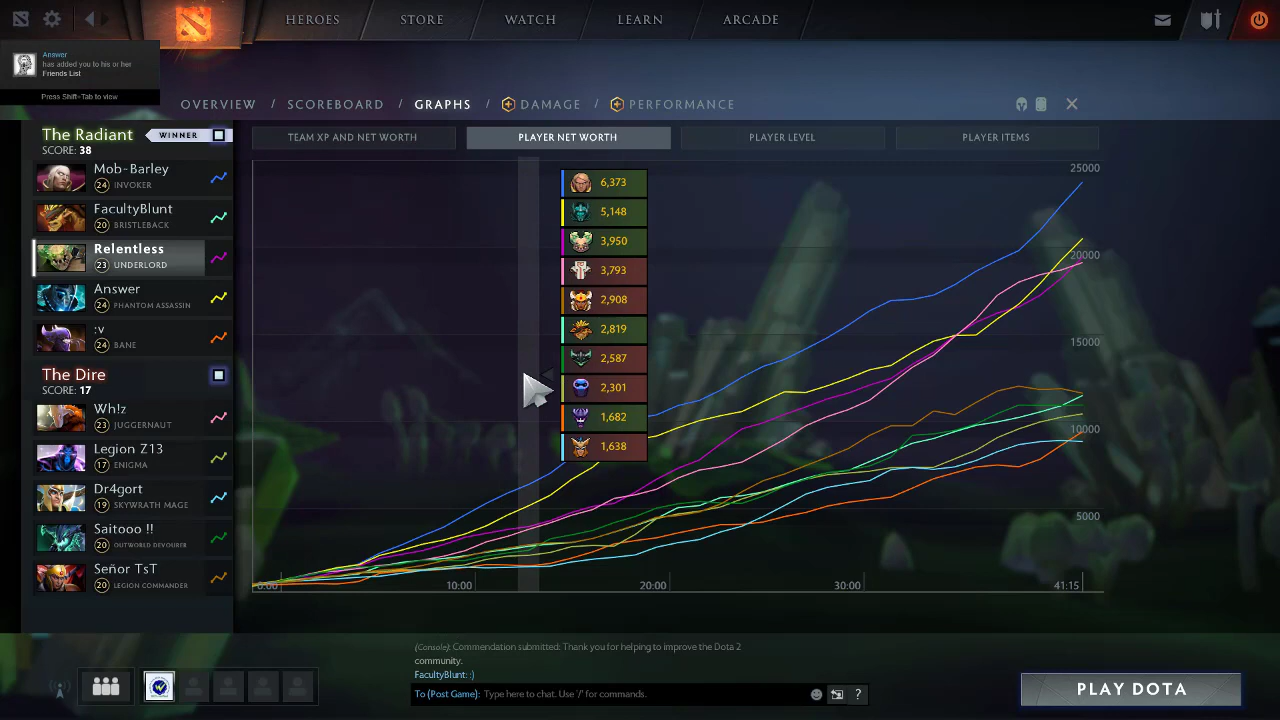 HEROES
STORE
WATCH
LEARN
ARCADE
Answer
has added you to his or her
Friends List
Press Shift+Tab to view
OVERVIEW / SCOREBOARD / GRAPHS / DAMAGE / PERFORMANCE
The Radiant WINNER
SCORE: 38
Mob-Barley
24 INVOKER
FacultyBlunt
20 BRISTLEBACK
Relentless
23 UNDERLORD
Answer
24 PHANTOM ASSASSIN
:v
24 BANE
The Dire
SCORE: 17
Wh!z
23 JUGGERNAUT
Legion Z13
17 ENIGMA
Dr4gort
19 SKYWRATH MAGE
Saitooo !!
20 OUTWORLD DEVOURER
Señor TsT
20 LEGION COMMANDER
TEAM XP AND NET WORTH
PLAYER NET WORTH
PLAYER LEVEL
PLAYER ITEMS
6,373
5,148
3,950
3,793
2,908
2,819
2,587
2,301
1,682
1,638
25000
20000
15000
10000
5000
0:00
10:00
20:00
30:00
41:15
(Console): Commendation submitted: Thank you for helping to improve the Dota 2
community.
FacultyBlunt: :)
To (Post Game): Type here to chat. Use '/' for commands.
?
PLAY DOTA